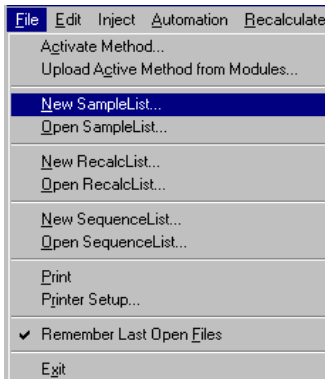 File Edit Inject Automation Recalculate
Activate Method...
Upload Active Method from Modules...
New SampleList...
Open SampleList...
New RecalcList...
Open RecalcList...
New SequenceList...
Open SequenceList...
Print
Printer Setup...
Remember Last Open Files
Exit